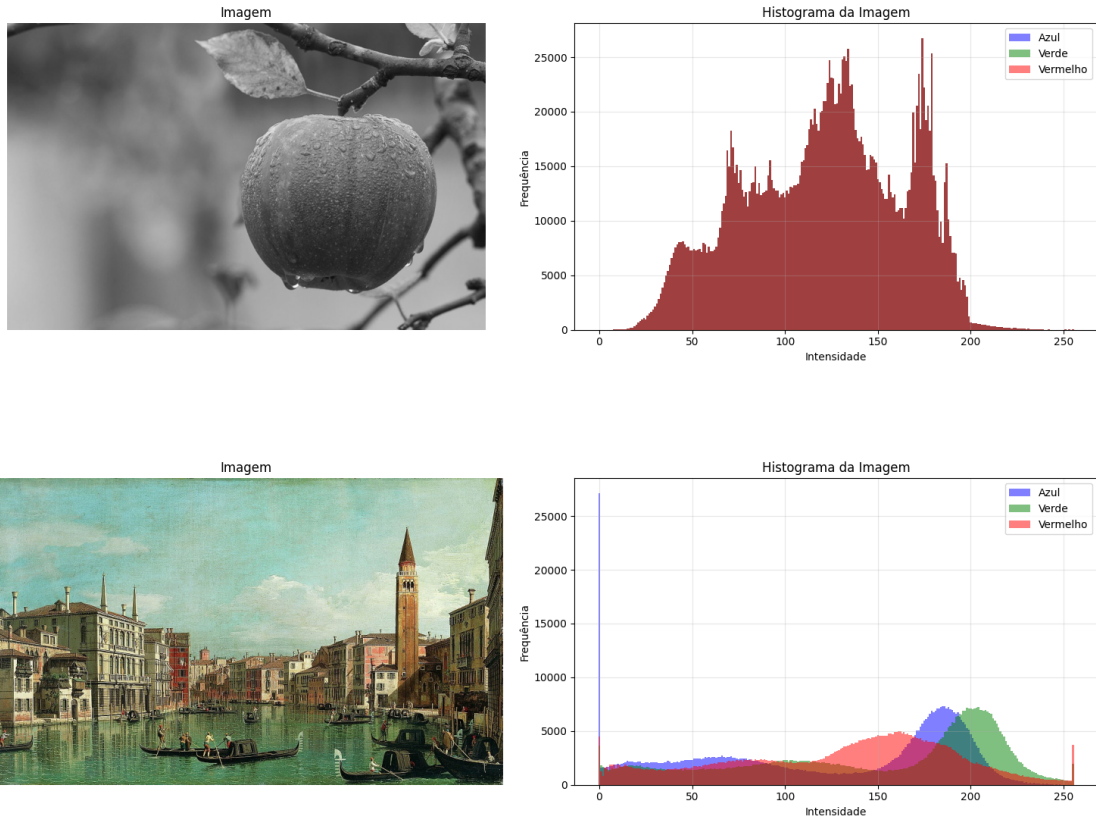 Imagem
Histograma da Imagem
Azul
Verde
Vermelho
Frequência
25000
20000
15000
10000
5000
0
0 50 100 150 200 250
Intensidade
Imagem
Histograma da Imagem
Azul
Verde
Vermelho
Frequência
25000
20000
15000
10000
5000
0
0 50 100 150 200 250
Intensidade